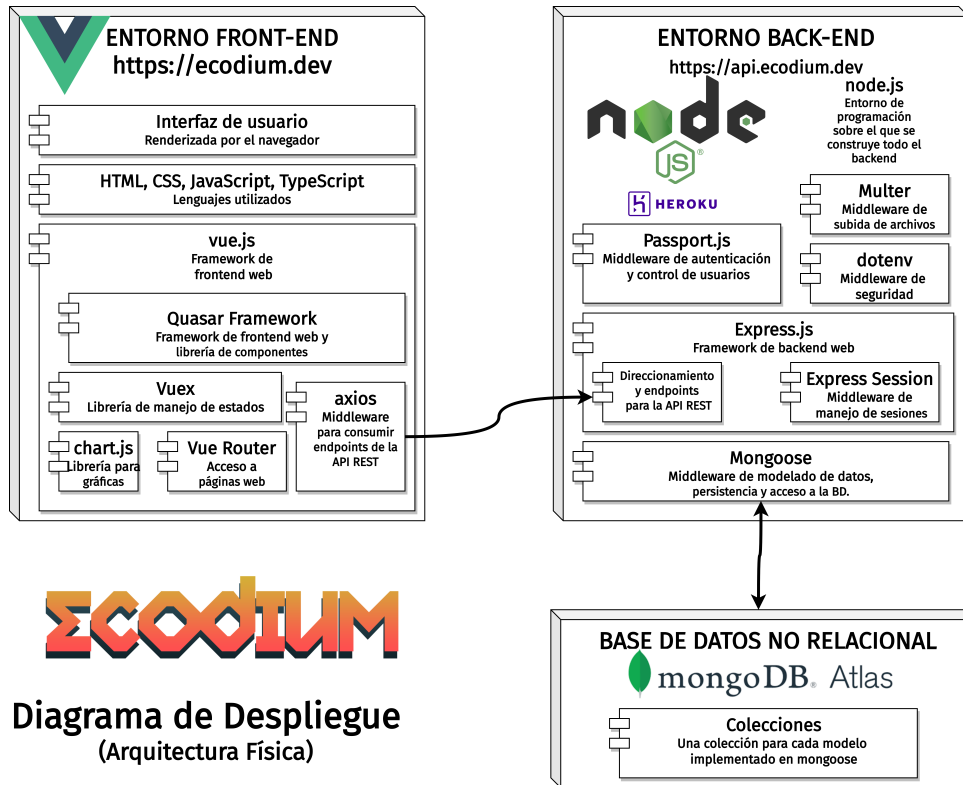 ENTORNO FRONT-END
https://ecodium.dev
Interfaz de usuario
Renderizada por el navegador
HTML, CSS, JavaScript, TypeScript
Lenguajes utilizados
vue.js
Framework de
frontend web
Quasar Framework
Framework de frontend web y
librería de componentes
Vuex
Librería de manejo de estados
axios
Middleware
para consumir
endpoints de la
API REST
chart.js
Librería para
gráficas
Vue Router
Acceso a
páginas web
ENTORNO BACK-END
https://api.ecodium.dev
node
JS®
HEROKU
node.js
Entorno de
programación
sobre el que se
construye todo el
backend
Multer
Middleware de
subida de archivos
Passport.js
Middleware de autenticación
y control de usuarios
dotenv
Middleware de
seguridad
Express.js
Framework de backend web
Direccionamiento
y endpoints
para la API REST
Express Session
Middleware de
manejo de sesiones
Mongoose
Middleware de modelado de datos,
persistencia y acceso a la BD.
ECODIUM
Diagrama de Despliegue
(Arquitectura Física)
BASE DE DATOS NO RELACIONAL
mongoDB® Atlas
Colecciones
Una colección para cada modelo
implementado en mongoose